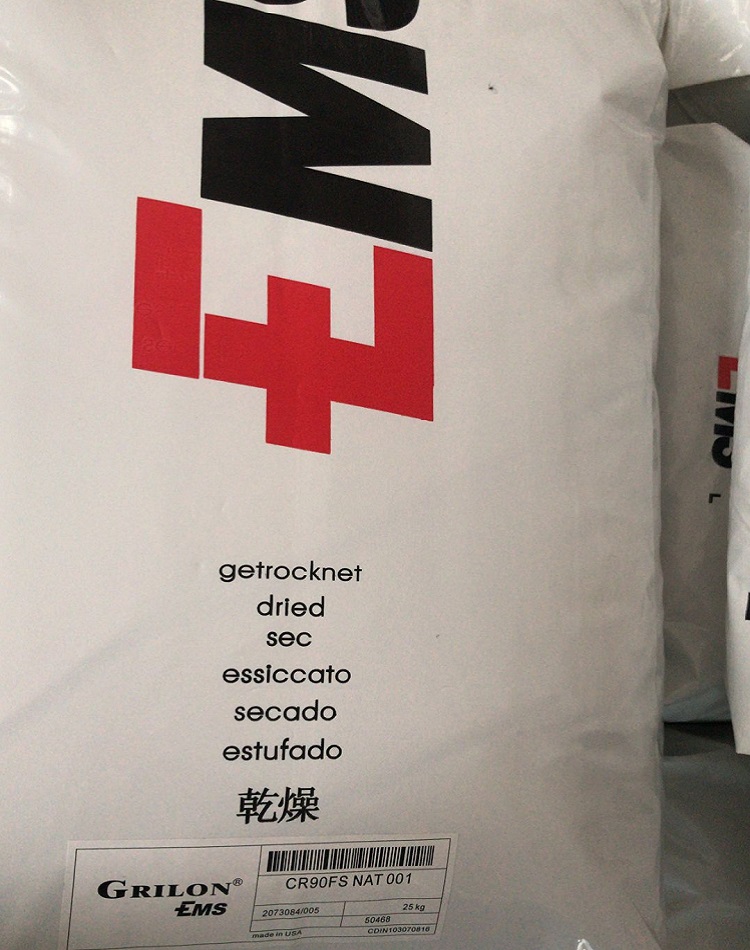 EMS
getrocknet
dried
sec
essiccato
secado
estufado
乾燥
GRILON®
EMS
CR90FS NAT 001
2073084/005
25 kg
50468
made in USA
CDIN103070816
EMS